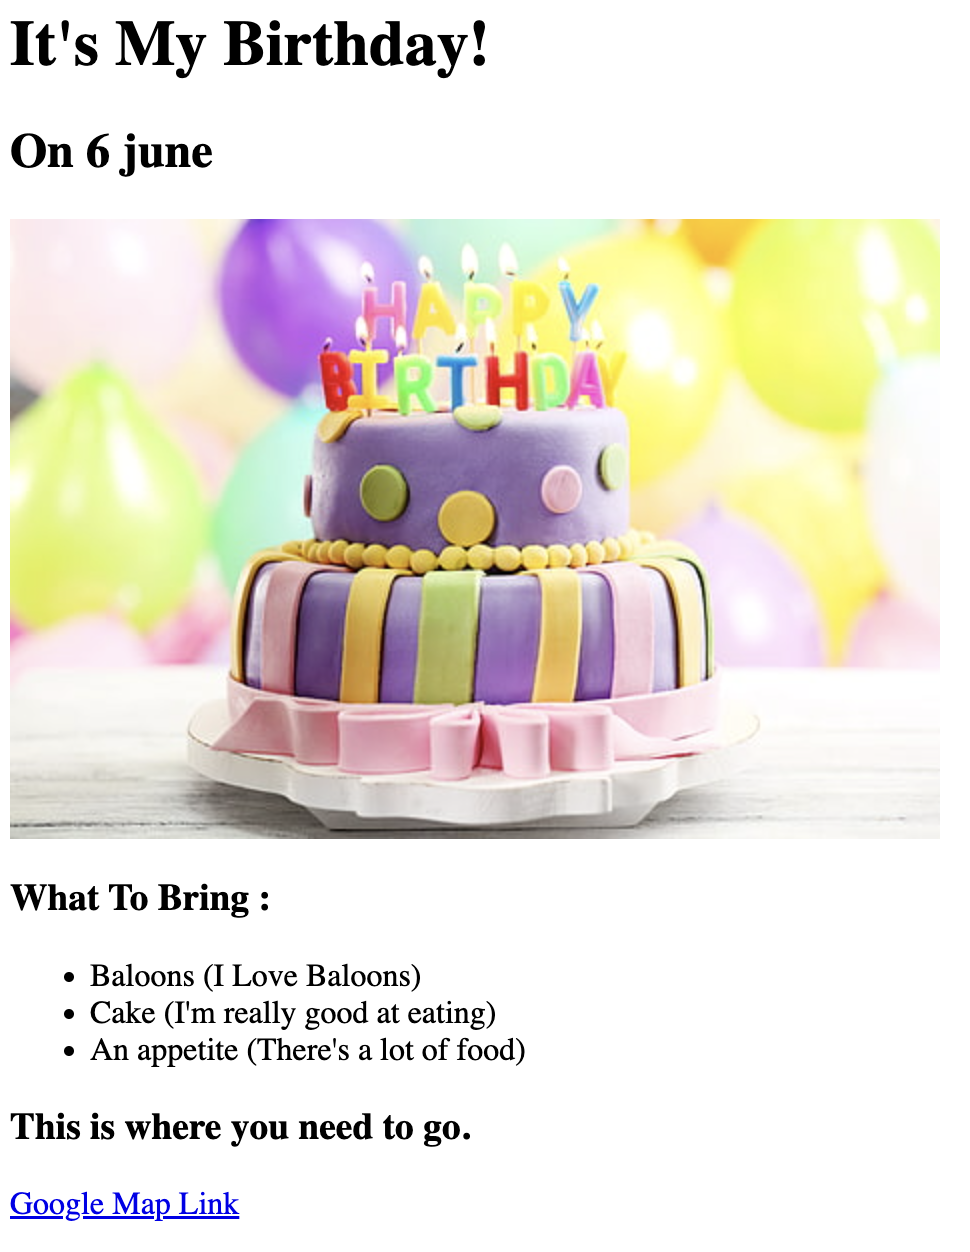 It's My Birthday!
On 6 june
HAPPY
BIRTHDAY
What To Bring :
Baloons (I Love Baloons)
Cake (I'm really good at eating)
An appetite (There's a lot of food)
This is where you need to go.
Google Map Link